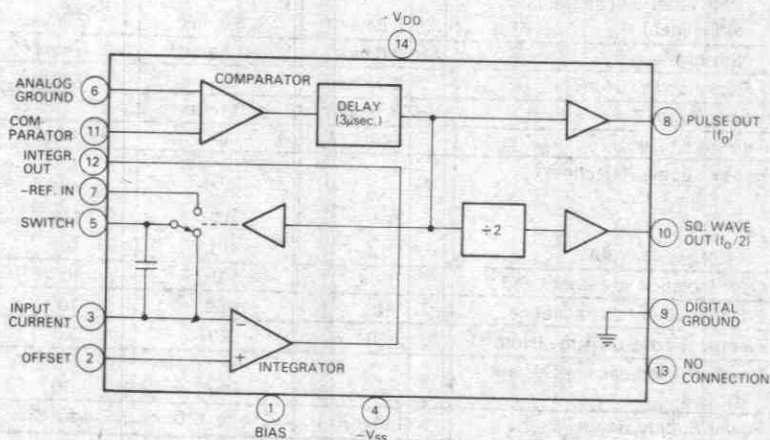 - VDD
14
ANALOG
GROUND
6
COMPARATOR
DELAY
(3µsec.)
8
PULSE OUT
(fo)
COM-
PARATOR
11
INTEGR.
OUT
12
-REF. IN
7
SWITCH
5
÷2
10
SQ. WAVE
OUT (fo/2)
INPUT
CURRENT
3
−
9
DIGITAL
GROUND
OFFSET
2
+
INTEGRATOR
13
NO
CONNECTION
1
BIAS
4
-VSS